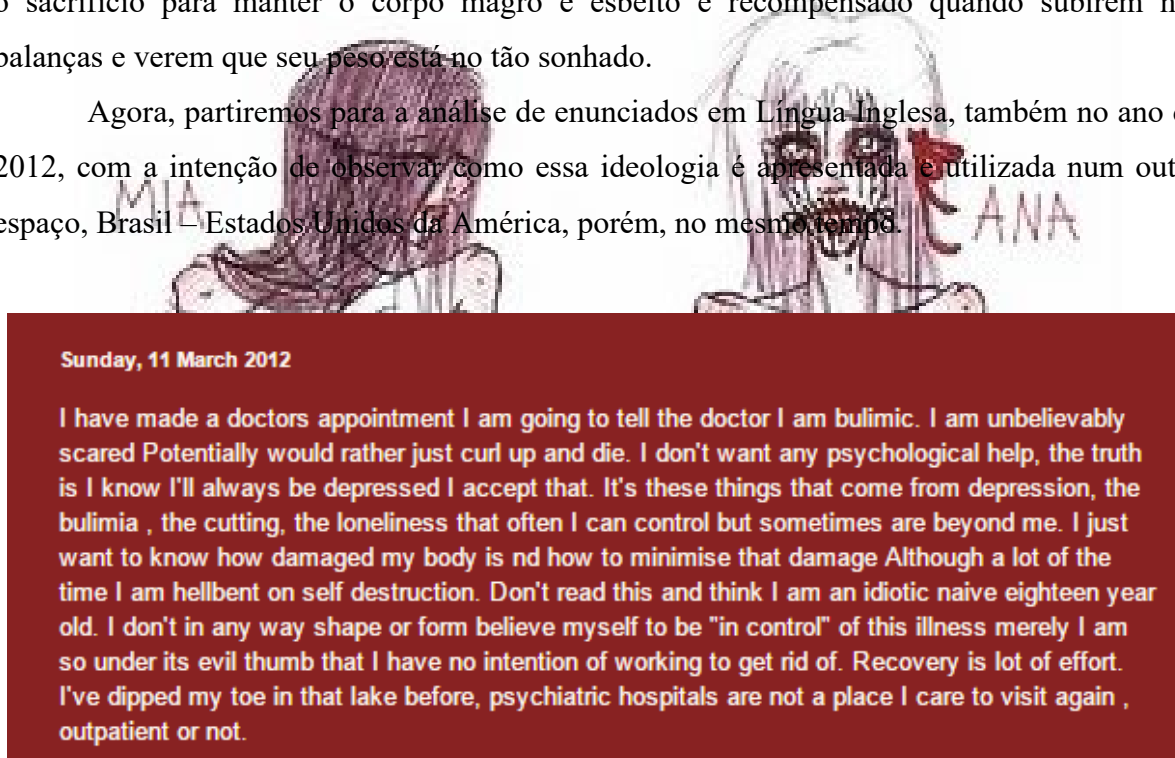 o sacrifício para manter o corpo magro e esbelto é recompensado quando subirem
balanças e verem que seu peso está no tão sonhado.
Agora, partiremos para a análise de enunciados em Língua Inglesa, também no ano
2012, com a intenção de observar como essa ideologia é apresentada e utilizada num
espaço, Brasil – Estados Unidos da América, porém, no mesmo tempo.
MIA
ANA
Sunday, 11 March 2012
I have made a doctors appointment I am going to tell the doctor I am bulimic. I am unbelievably
scared Potentially would rather just curl up and die. I don't want any psychological help, the truth
is I know I'll always be depressed I accept that. It's these things that come from depression, the
bulimia , the cutting, the loneliness that often I can control but sometimes are beyond me. I just
want to know how damaged my body is nd how to minimise that damage Although a lot of the
time I am hellbent on self destruction. Don't read this and think I am an idiotic naive eighteen year
old. I don't in any way shape or form believe myself to be "in control" of this illness merely I am
so under its evil thumb that I have no intention of working to get rid of. Recovery is lot of effort.
I've dipped my toe in that lake before, psychiatric hospitals are not a place I care to visit again ,
outpatient or not.